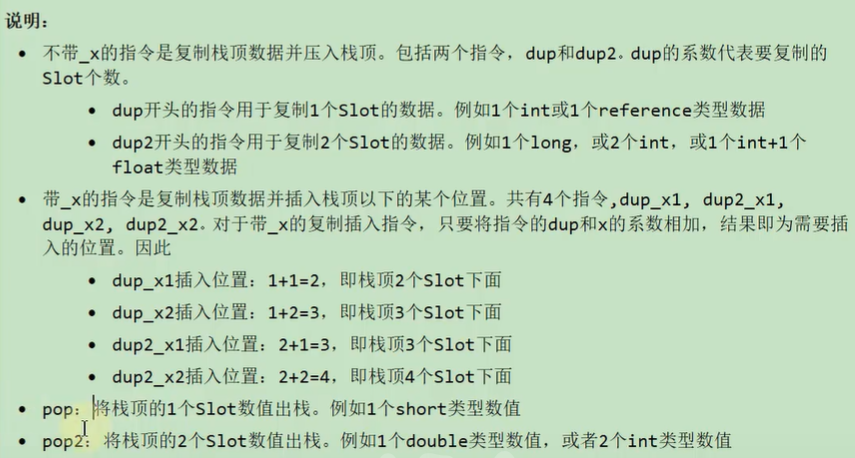 说明：
• 不带_x的指令是复制栈顶数据并压入栈顶。包括两个指令，dup和dup2。dup的系数代表要复制的
Slot个数。
• dup开头的指令用于复制1个Slot的数据。例如1个int或1个reference类型数据
• dup2开头的指令用于复制2个Slot的数据。例如1个long，或2个int，或1个int+1个
float类型数据
• 带_x的指令是复制栈顶数据并插入栈顶以下的某个位置。共有4个指令,dup_x1, dup2_x1,
dup_x2, dup2_x2。对于带_x的复制插入指令，只要将指令的dup和x的系数相加，结果即为需要插
入的位置。因此
• dup_x1插入位置：1+1=2，即栈顶2个Slot下面
• dup_x2插入位置：1+2=3，即栈顶3个Slot下面
• dup2_x1插入位置：2+1=3，即栈顶3个Slot下面
• dup2_x2插入位置：2+2=4，即栈顶4个Slot下面
• pop：将栈顶的1个Slot数值出栈。例如1个short类型数值
• pop2：将栈顶的2个Slot数值出栈。例如1个double类型数值，或者2个int类型数值